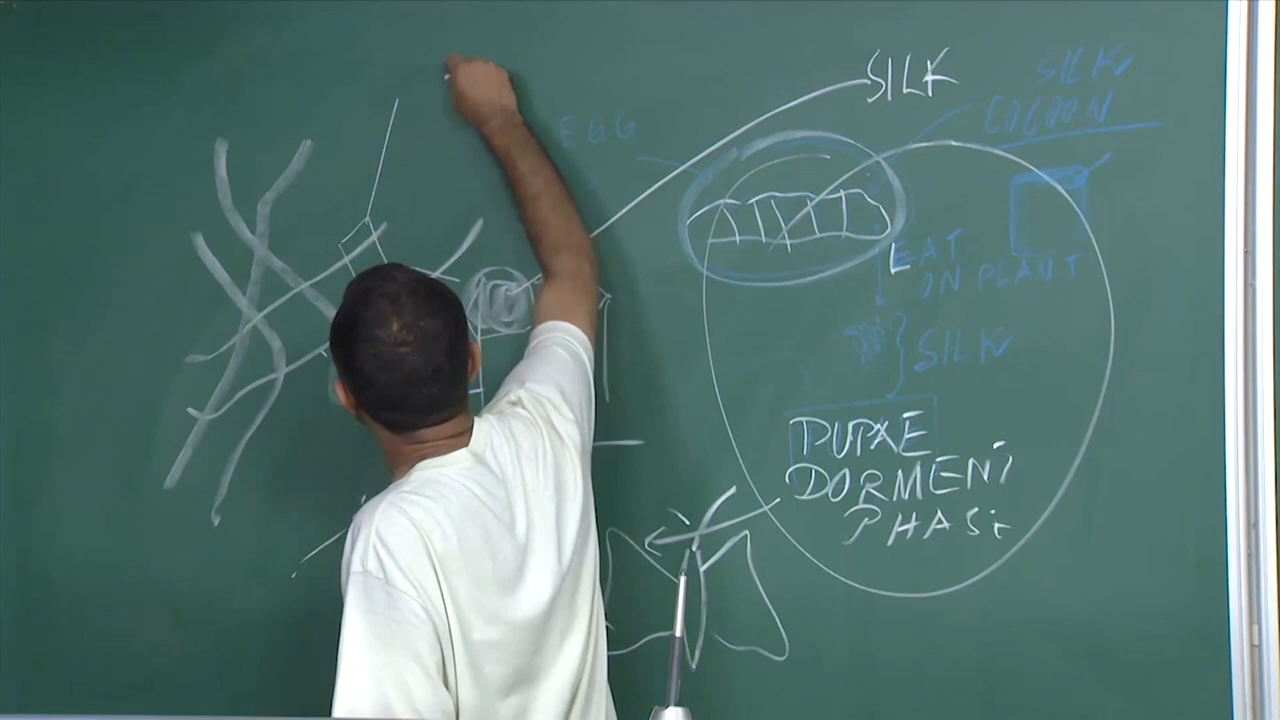 SILK
SILK
COCOON
EGG
EAT
ON PLANT
SILK
PUPAE
DORMENT
PHASE